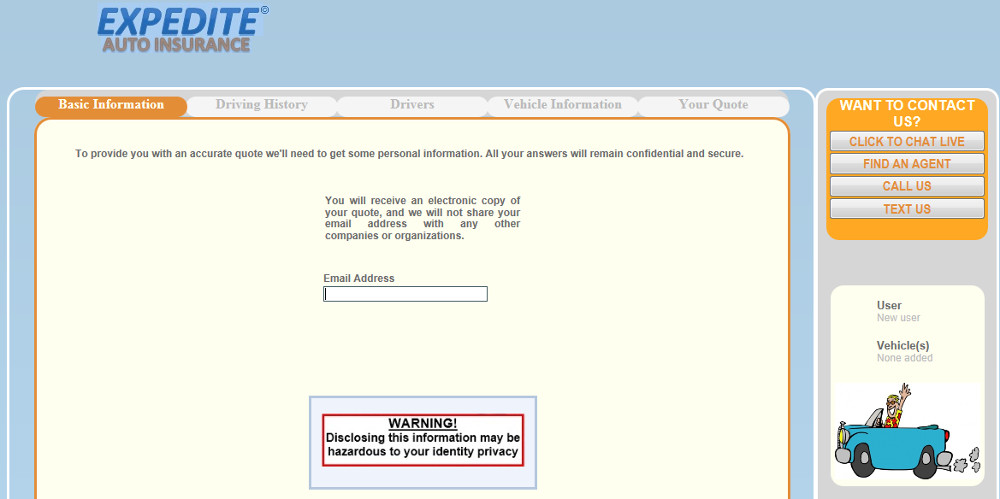 EXPEDITE©
AUTO INSURANCE
Basic Information
Driving History
Drivers
Vehicle Information
Your Quote
To provide you with an accurate quote we'll need to get some personal information. All your answers will remain confidential and secure.
You will receive an electronic copy of
your quote, and we will not share your
email address with any other
companies or organizations.
Email Address
WARNING!
Disclosing this information may be
hazardous to your identity privacy
WANT TO CONTACT
US?
CLICK TO CHAT LIVE
FIND AN AGENT
CALL US
TEXT US
User
New user
Vehicle(s)
None added